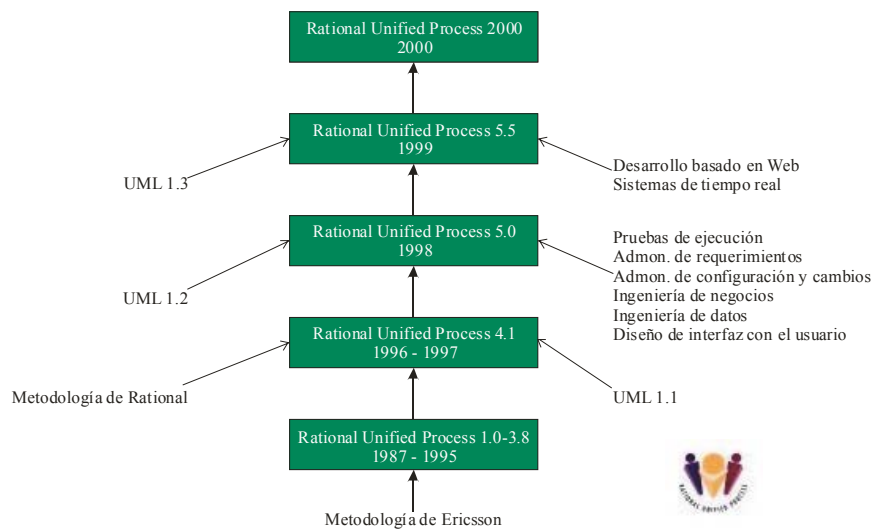 Rational Unified Process 2000
2000
Rational Unified Process 5.5
1999
UML 1.3
Desarrollo basado en Web
Sistemas de tiempo real
Rational Unified Process 5.0
1998
UML 1.2
Pruebas de ejecución
Admon. de requerimientos
Admon. de configuración y cambios
Ingeniería de negocios
Ingeniería de datos
Diseño de interfaz con el usuario
Rational Unified Process 4.1
1996 - 1997
Metodología de Rational
UML 1.1
Rational Unified Process 1.0-3.8
1987 - 1995
Metodología de Ericsson
RATIONAL UNIFIED PROCESS